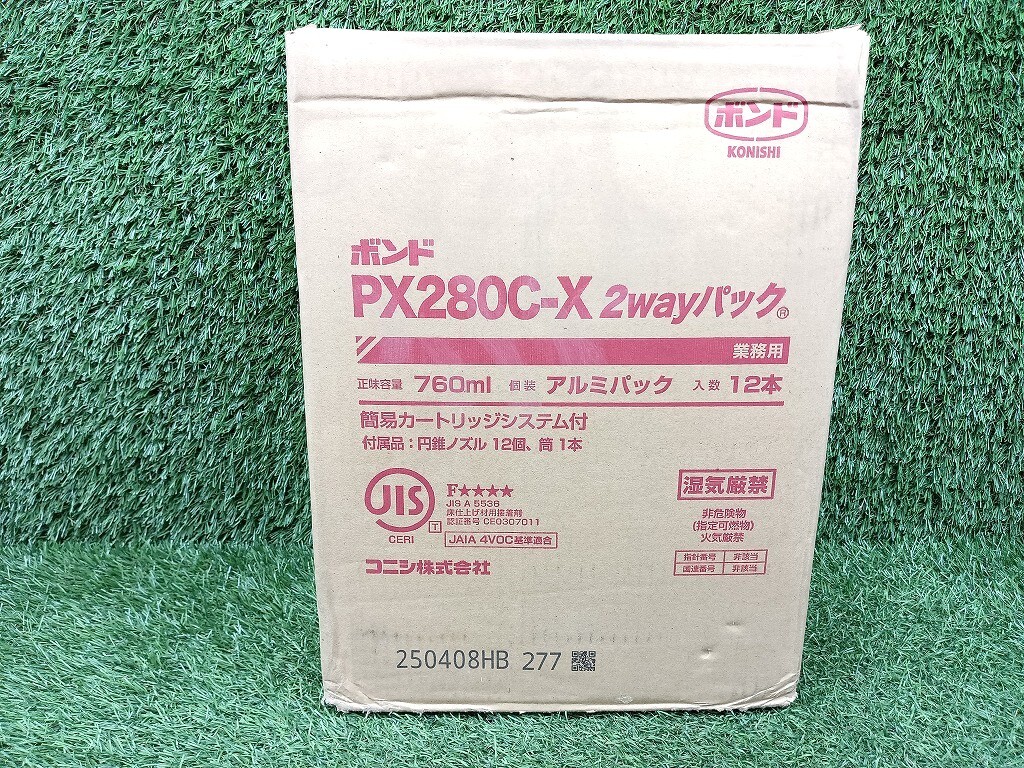 ボンド
KONISHI
ボンド
PX280C-X 2wayパック®
業務用
正味容量 760ml 個装 アルミパック 入数 12本
簡易カートリッジシステム付
付属品：円錐ノズル 12個、筒 1本
JIS
T
CERI
F★★★★
JIS A 5536
床仕上げ材用接着剤
認証番号 CE0307011
JAIA 4VOC基準適合
コニシ株式会社
湿気厳禁
非危険物
(指定可燃物)
火気厳禁
指針番号 非該当
国連番号 非該当
250408HB 277